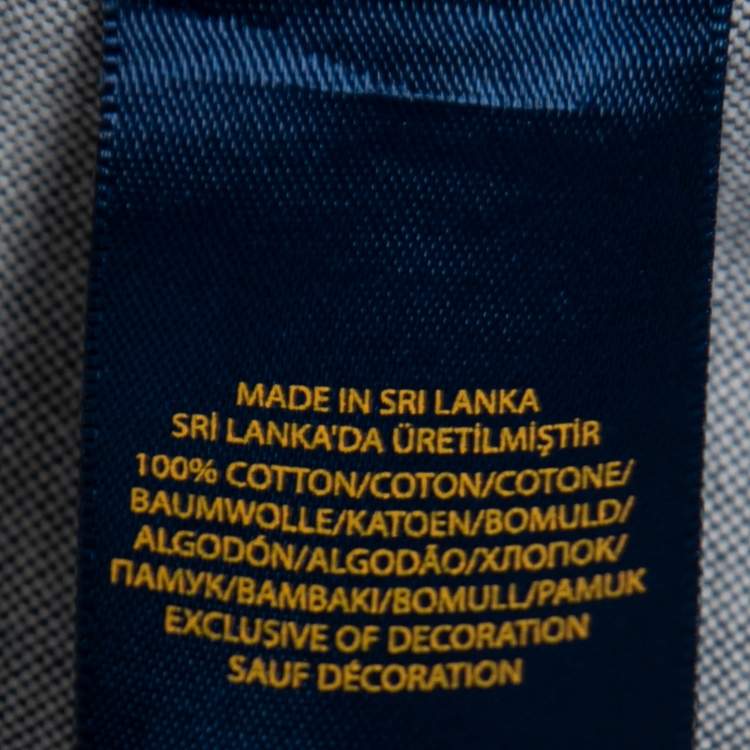 MADE IN SRI LANKA
SRİ LANKA'DA ÜRETİLMİŞTİR
100% COTTON/COTON/COTONE/
BAUMWOLLE/KATOEN/BOMULD/
ALGODÓN/ALGODÃO/ХЛОПОК/
ПАМУК/BAMBAKI/BOMULL/PAMUK
EXCLUSIVE OF DECORATION
SAUF DÉCORATION